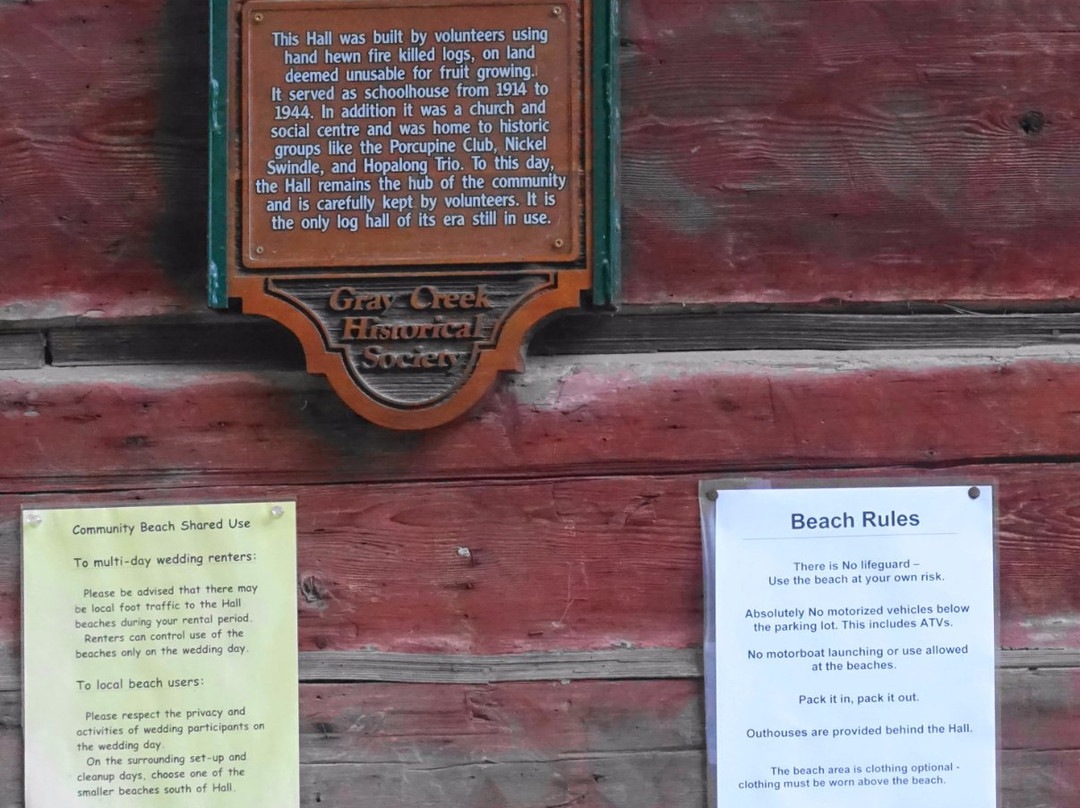 This Hall was built by volunteers using
hand hewn fire killed logs, on land
deemed unusable for fruit growing.
It served as schoolhouse from 1914 to
1944. In addition it was a church and
social centre and was home to historic
groups like the Porcupine Club, Nickel
Swindle, and Hopalong Trio. To this day,
the Hall remains the hub of the community
and is carefully kept by volunteers. It is
the only log hall of its era still in use.
Gray Creek
Historical
Society
Community Beach Shared Use
To multi-day wedding renters:
Please be advised that there may
be local foot traffic to the Hall
beaches during your rental period.
Renters can control use of the
beaches only on the wedding day.
To local beach users:
Please respect the privacy and
activities of wedding participants on
the wedding day.
On the surrounding set-up and
cleanup days, choose one of the
smaller beaches south of Hall.
Beach Rules
There is No lifeguard –
Use the beach at your own risk.
Absolutely No motorized vehicles below
the parking lot. This includes ATVs.
No motorboat launching or use allowed
at the beaches.
Pack it in, pack it out.
Outhouses are provided behind the Hall.
The beach area is clothing optional -
clothing must be worn above the beach.